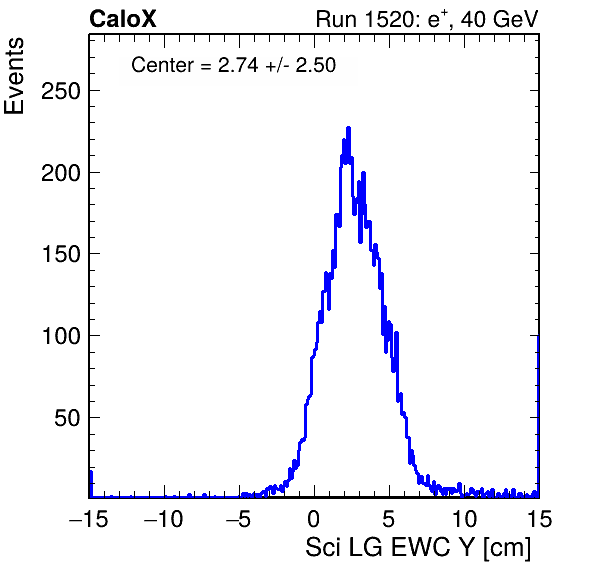 CaloX Run 1520: e⁺, 40 GeV
Center = 2.74 +/- 2.50
Events
250
200
150
100
50
−15 −10 −5 0 5 10 15
Sci LG EWC Y [cm]